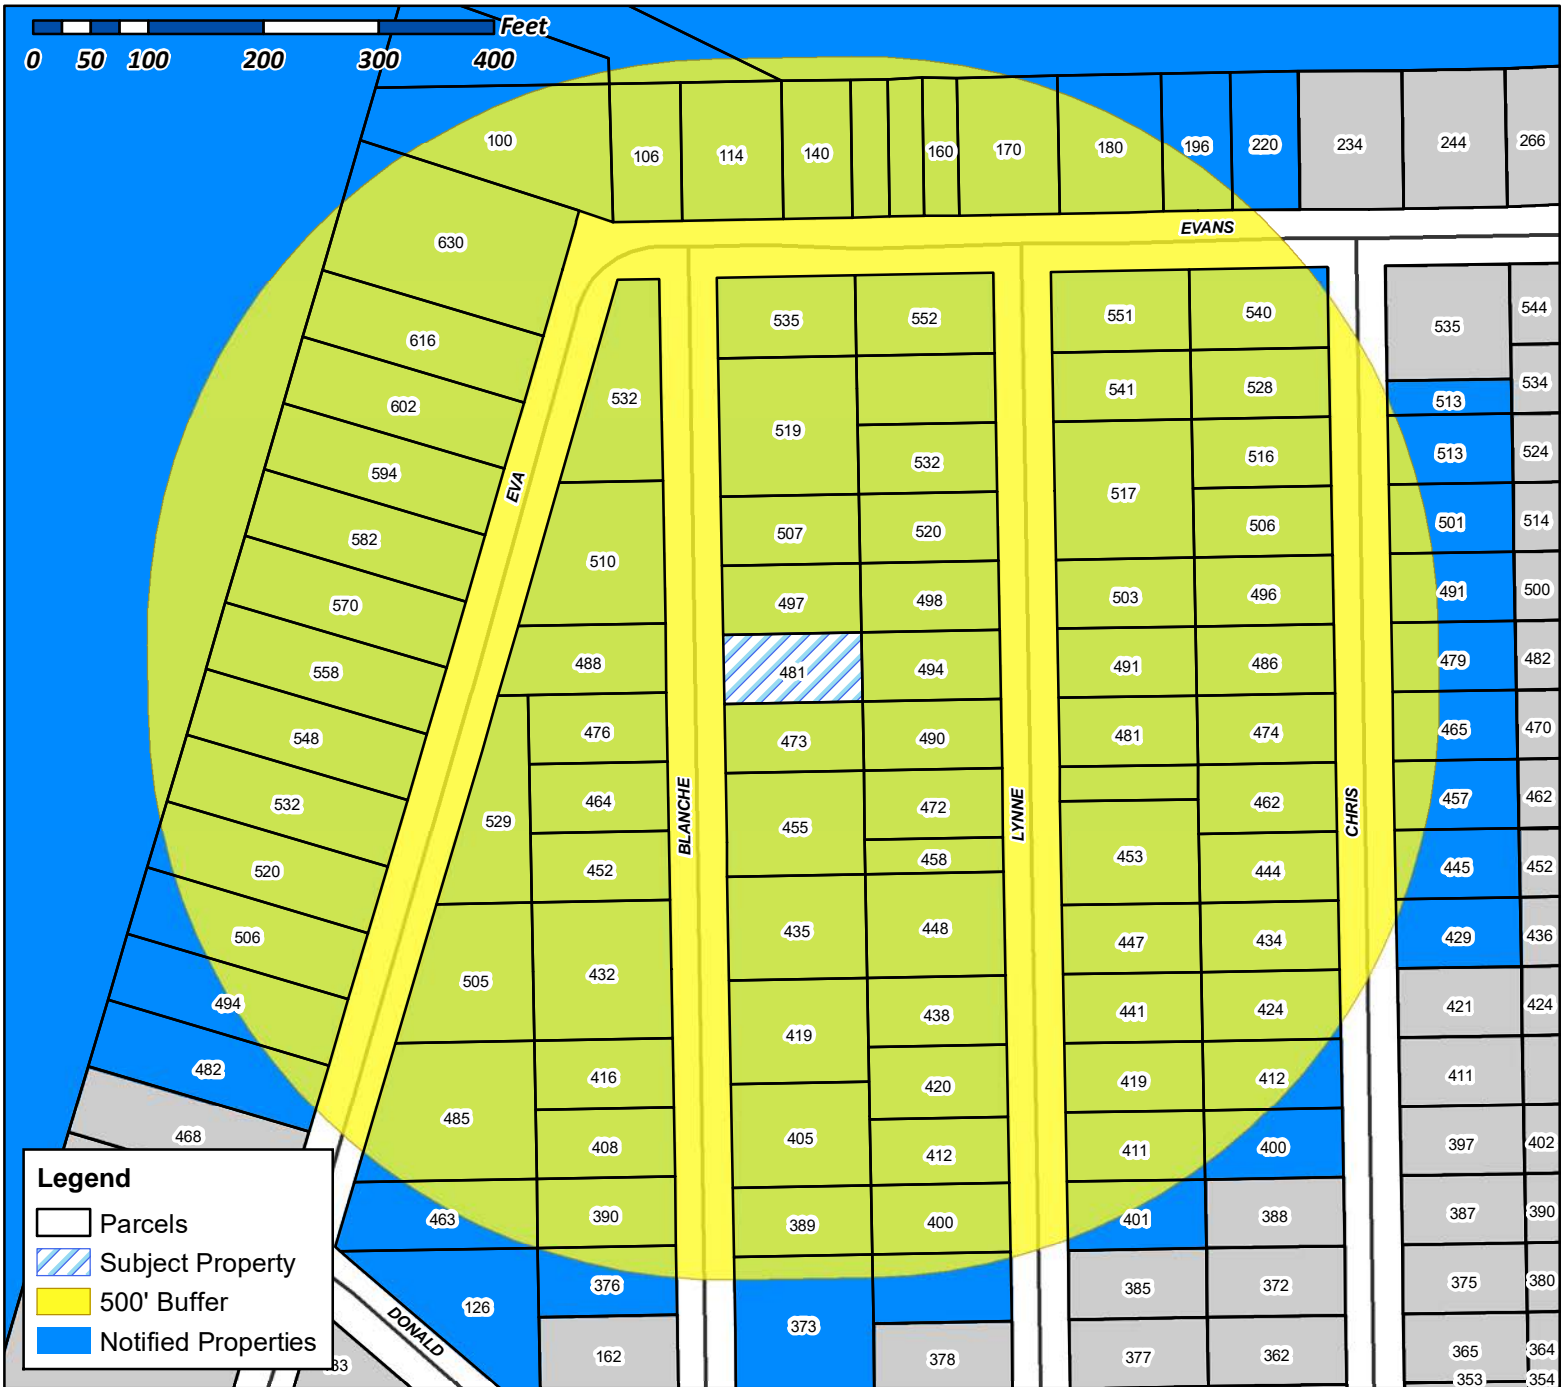 Feet
0 50 100 200 300 400
100 106 114 140 160 170 180 196 220 234 244 266
EVANS
630
535 552 551 540 535 544
616
532 541 528 534
602 513
519 532 516 513 524
594
EVA
517
582 507 520 506 501 514
510
570 497 498 503 496 491 500
558 488 481 494 491 486 479 482
548 476 473 490 481 474 465 470
532 464 472 462 457 462
529 455 BLANCHE LYNNE CHRIS
520 452 458 453 444 445 452
506 435 448 447 434 429 436
494 505 432
419 438 441 424 421 424
482 416 420 419 412 411
468 485 408 405 412 411 400 397 402
463 390 389 400 401 388 387 390
126 376 373 385 372 375 380
DONALD
162 378 377 362 365 364
353 354
Legend
Parcels
Subject Property
500' Buffer
Notified Properties